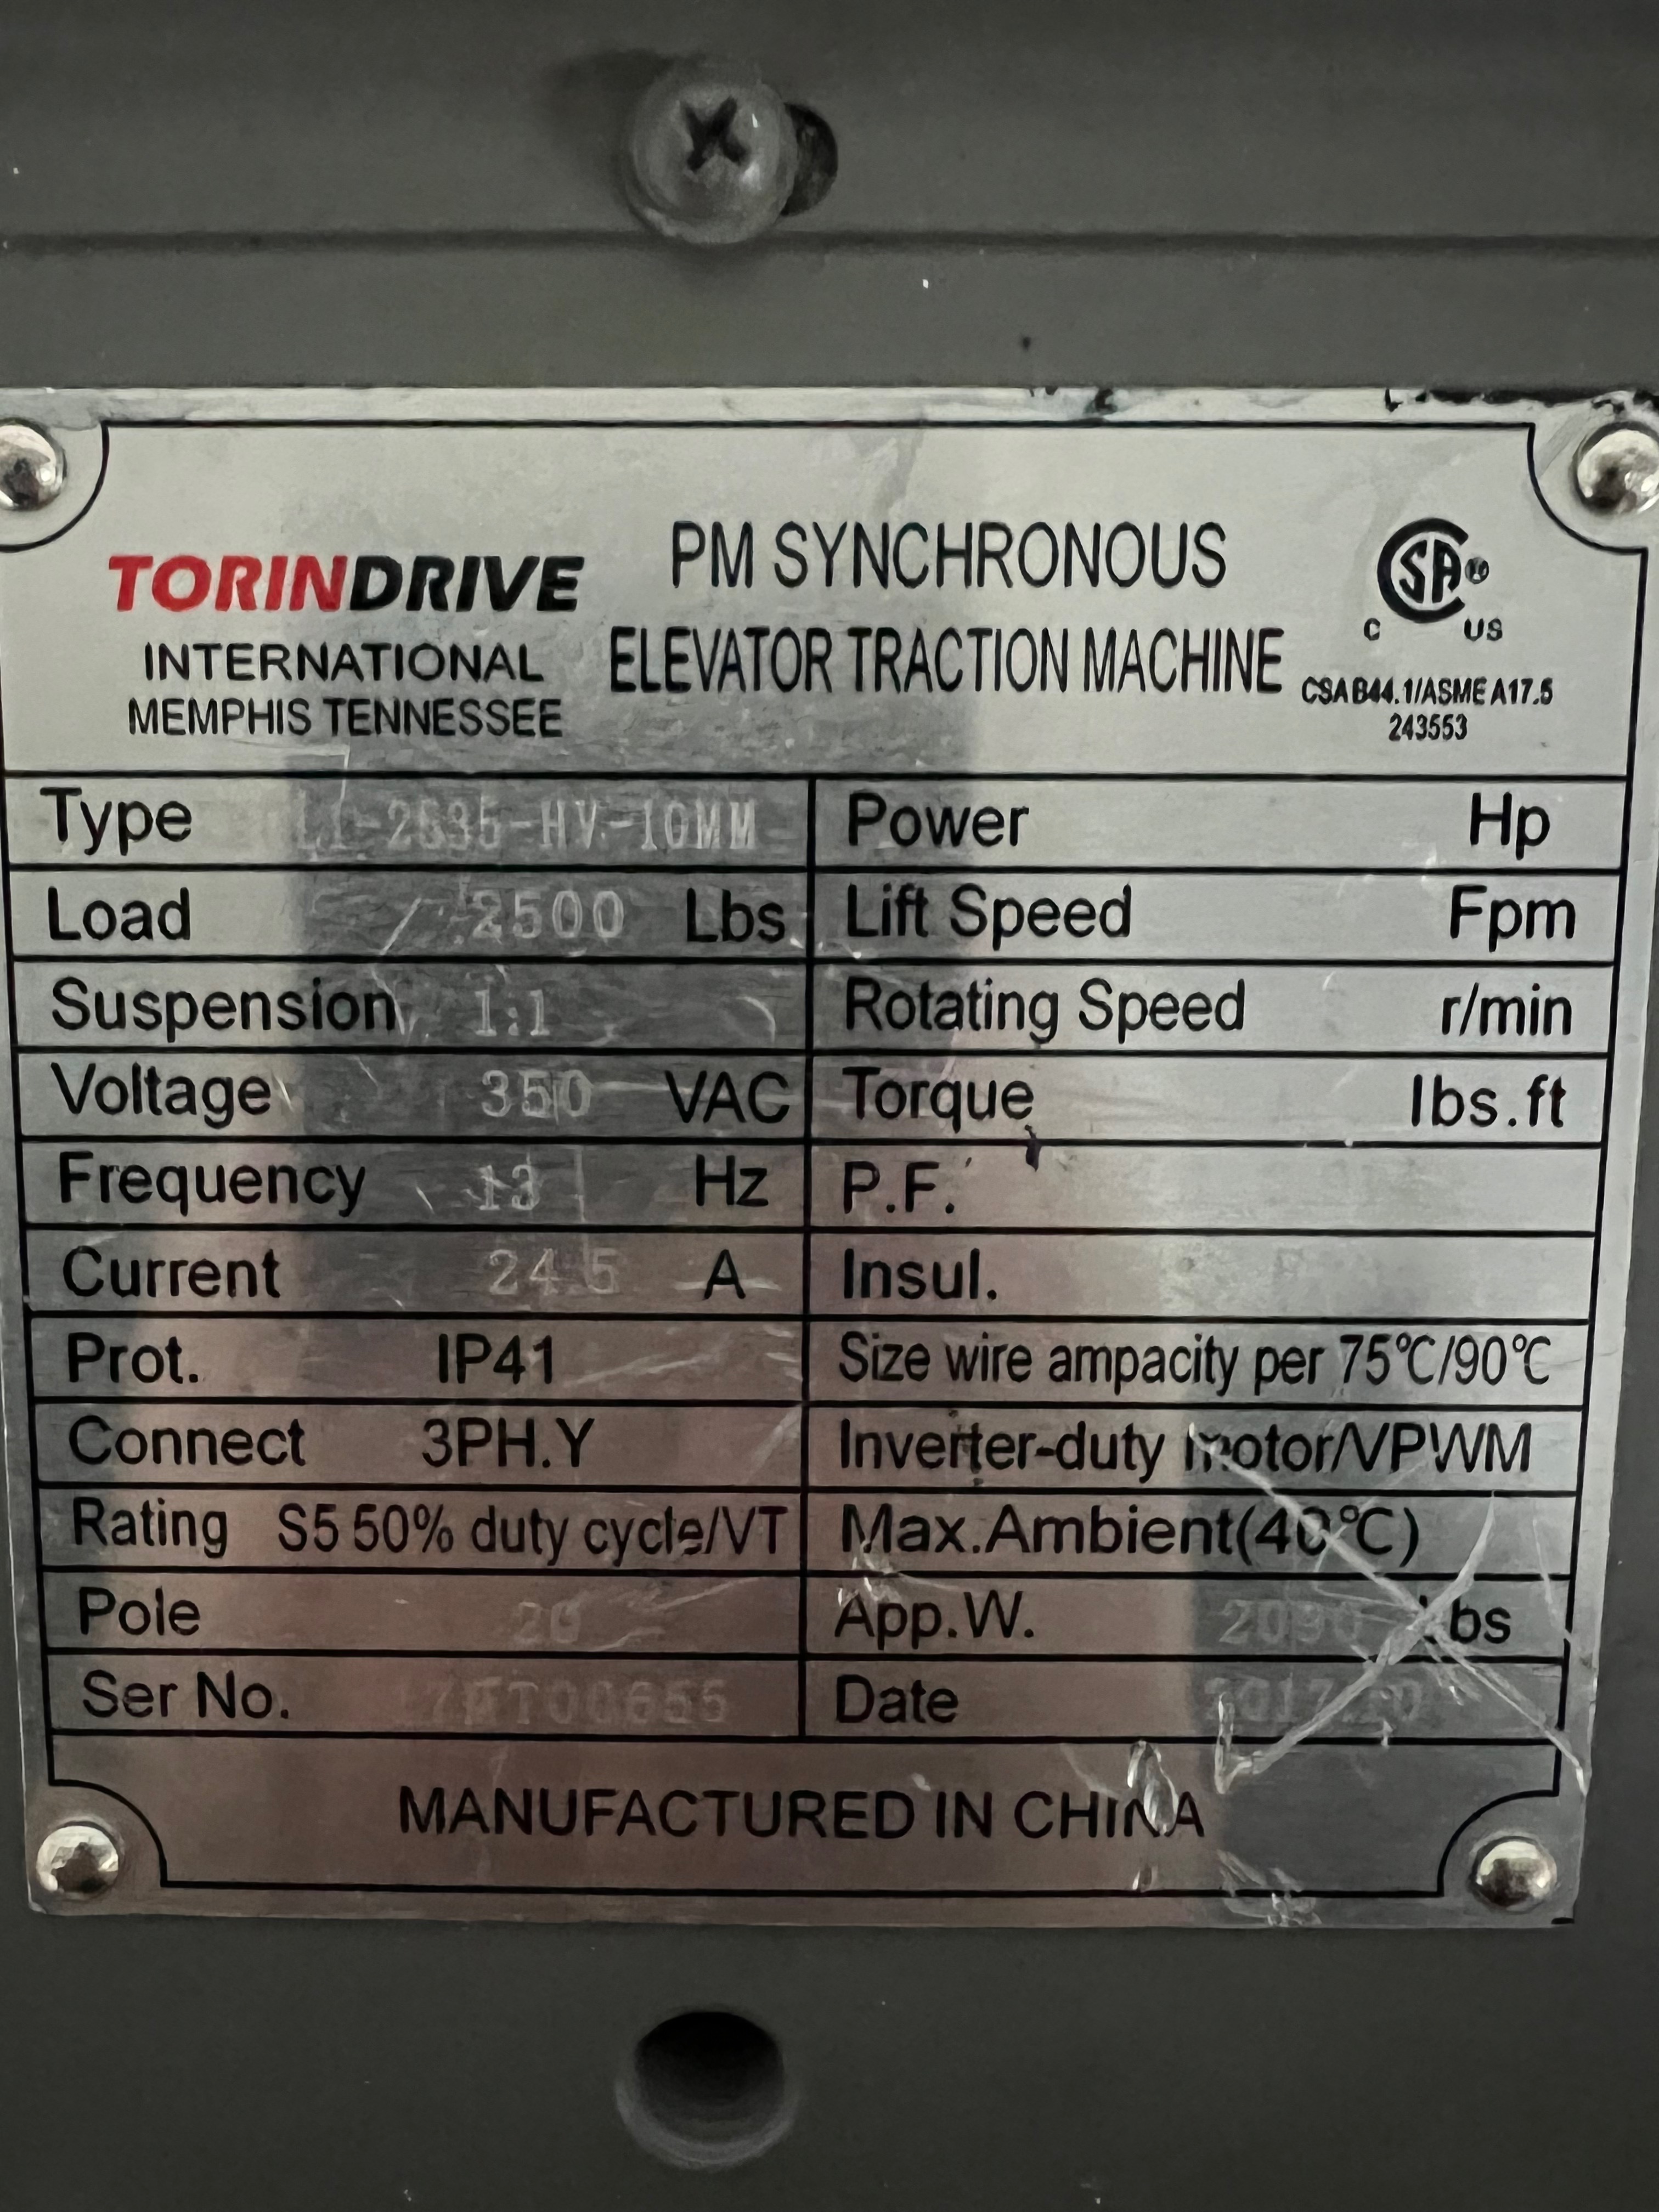 TORINDRIVE
INTERNATIONAL
MEMPHIS TENNESSEE
PM SYNCHRONOUS
ELEVATOR TRACTION MACHINE
CSA®
C US
CSA B44.1/ASME A17.5
243553
Type Power Hp
Load 2500 Lbs Lift Speed Fpm
Suspension 1:1 Rotating Speed r/min
Voltage 350 VAC Torque lbs.ft
Frequency 13 Hz P.F.
Current 24.5 A Insul.
Prot. IP41 Size wire ampacity per 75℃/90℃
Connect 3PH.Y Inverter-duty motor/VPWM
Rating S5 50% duty cycle/VT Max.Ambient(40℃)
Pole 20 App.W. 2090 Lbs
Ser No. Date
MANUFACTURED IN CHINA